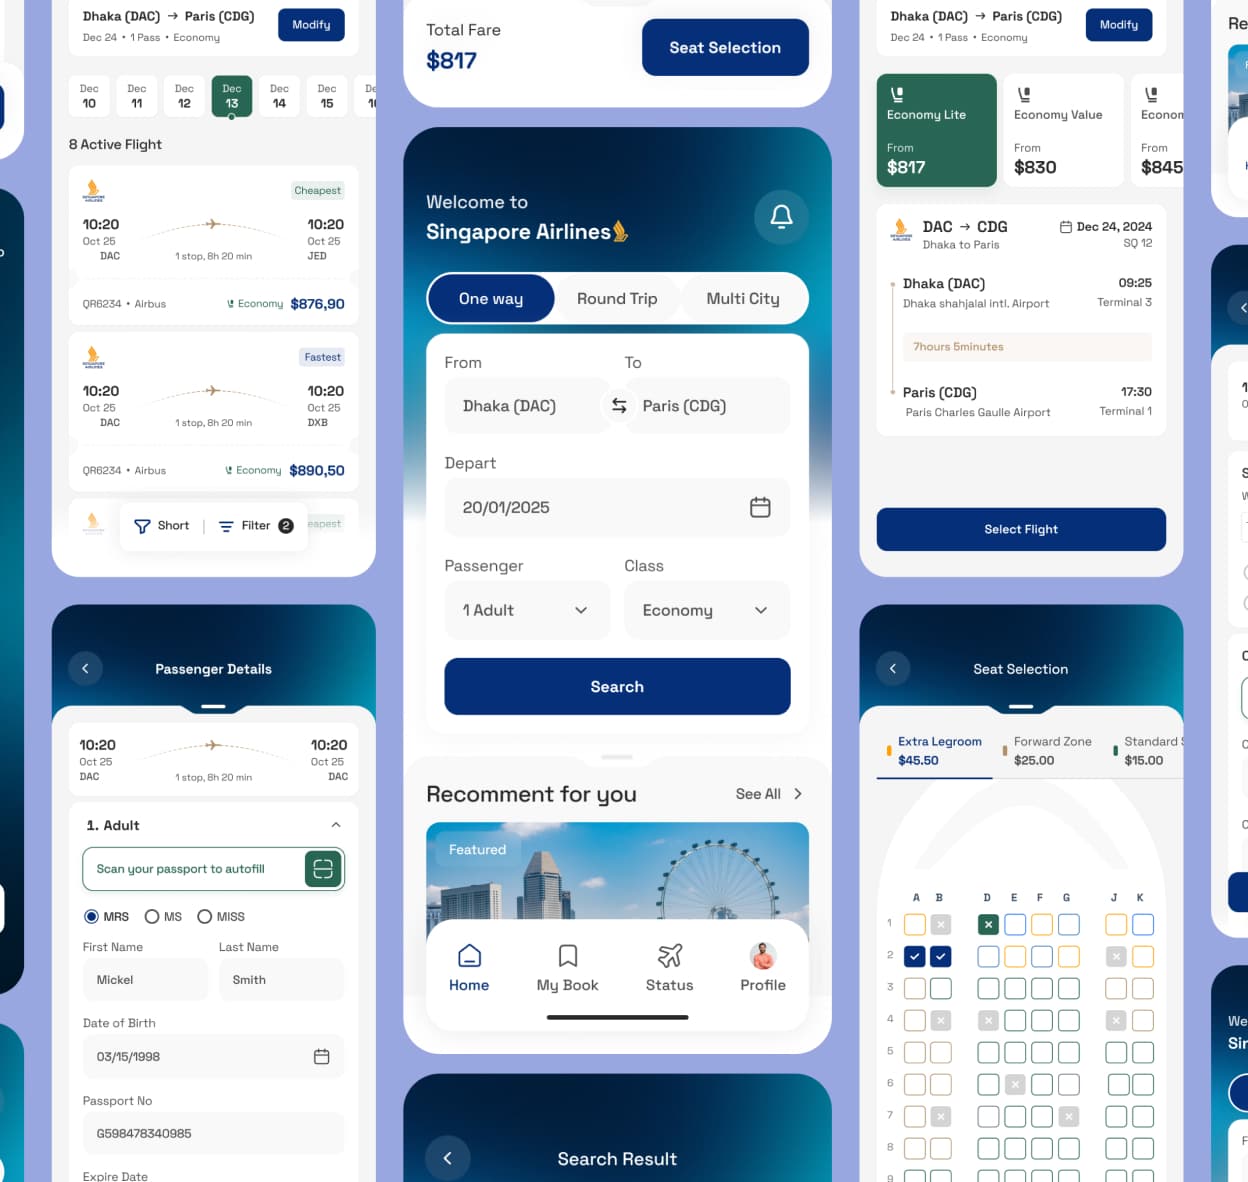 Dhaka (DAC) → Paris (CDG)
Dec 24 • 1 Pass • Economy
Modify
Dec Dec Dec Dec Dec Dec De
10 11 12 13 14 15
8 Active Flight
SINGAPORE AIRLINES
Cheapest
10:20 10:20
Oct 25 Oct 25
DAC 1 stop, 8h 20 min JED
QR6234 • Airbus Economy $876,90
SINGAPORE AIRLINES
Fastest
10:20 10:20
Oct 25 Oct 25
DAC 1 stop, 8h 20 min DXB
QR6234 • Airbus Economy $890,50
Short | Filter 2
eapest
Passenger Details
10:20 10:20
Oct 25 Oct 25
DAC 1 stop, 8h 20 min DAC
1. Adult
Scan your passport to autofill
MRS MS MISS
First Name Last Name
Mickel Smith
Date of Birth
03/15/1998
Passport No
G598478340985
Expire Date
Total Fare
$817
Seat Selection
Welcome to
Singapore Airlines
One way Round Trip Multi City
From To
Dhaka (DAC) Paris (CDG)
Depart
20/01/2025
Passenger Class
1 Adult Economy
Search
Recomment for you
See All
Featured
Home My Book Status Profile
Search Result
Dhaka (DAC) → Paris (CDG)
Dec 24 • 1 Pass • Economy
Modify
Economy Lite Economy Value Econom
From From From
$817 $830 $845
SINGAPORE AIRLINES
DAC → CDG Dec 24, 2024
Dhaka to Paris SQ 12
Dhaka (DAC) 09:25
Dhaka shahjalal intl. Airport Terminal 3
7hours 5minutes
Paris (CDG) 17:30
Paris Charles Gaulle Airport Terminal 1
Select Flight
Seat Selection
Extra Legroom Forward Zone Standard S
$45.50 $25.00 $15.00
A B D E F G J K
1
2
3
4
5
6
7
8
9
Re
We
Sir